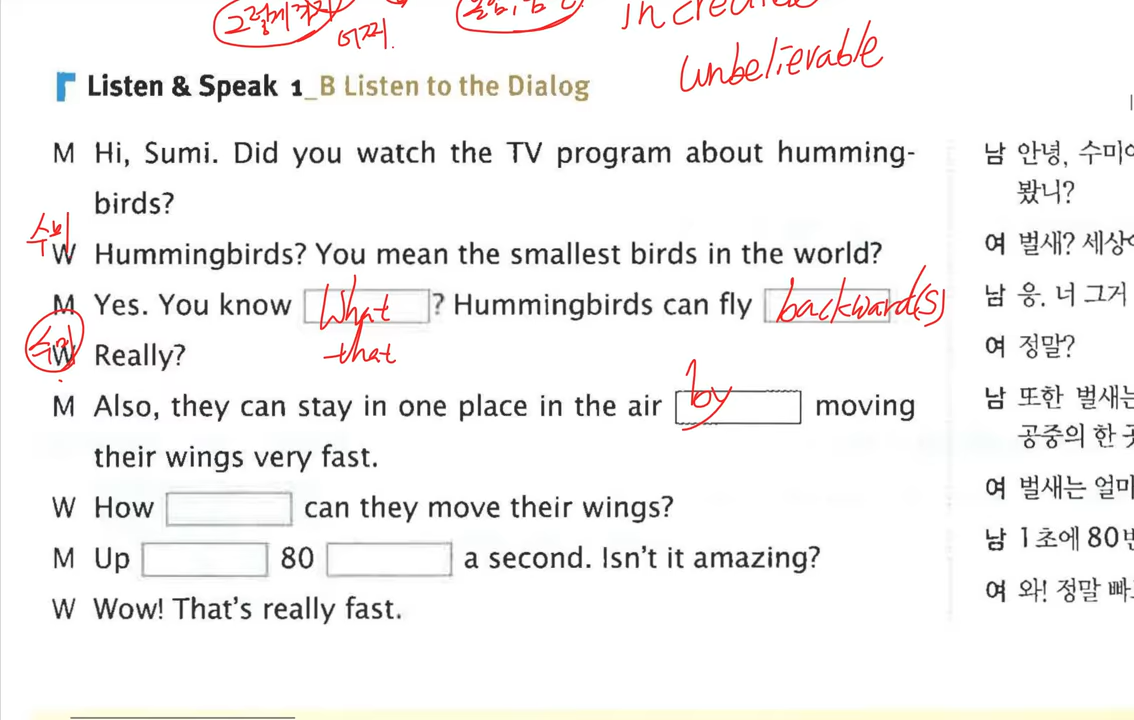 그렇게까지
어찌.
unbelievable
Listen & Speak 1_B Listen to the Dialog
M Hi, Sumi. Did you watch the TV program about humming-
birds?
남 안녕, 수미야
봤니?
수미
W Hummingbirds? You mean the smallest birds in the world?
여 벌새? 세상
M Yes. You know What ? Hummingbirds can fly backward(s)
that
남 응. 너 그거
수미
W Really?
여 정말?
M Also, they can stay in one place in the air by moving
their wings very fast.
남 또한 벌새는
공중의 한
W How can they move their wings?
여 벌새는 얼마
M Up 80 a second. Isn't it amazing?
남 1초에 80번
W Wow! That's really fast.
여 와! 정말 빠